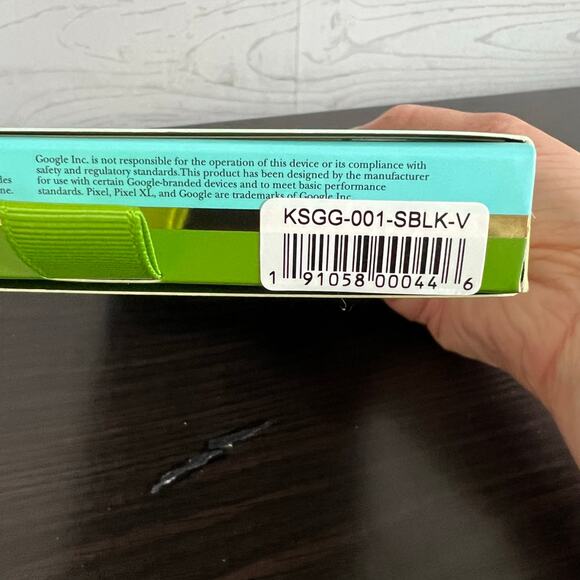 des
ne.
Google Inc. is not responsible for the operation of this device or its compliance with
safety and regulatory standards.This product has been designed by the manufacturer
for use with certain Google-branded devices and to meet basic performance
standards. Pixel, Pixel XL, and Google are trademarks of Google Inc.
KSGG-001-SBLK-V
1 91058 00044 6